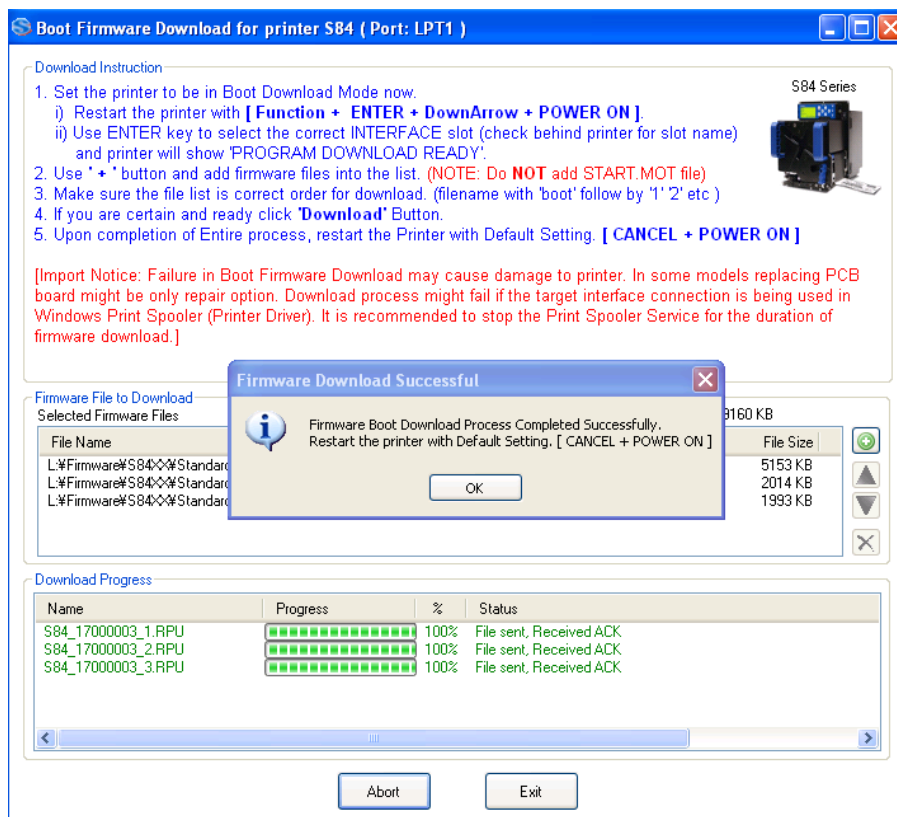 Boot Firmware Download for printer S84 ( Port: LPT1 )
Download Instruction
1. Set the printer to be in Boot Download Mode now.
i) Restart the printer with [ Function + ENTER + DownArrow + POWER ON ].
ii) Use ENTER key to select the correct INTERFACE slot (check behind printer for slot name)
and printer will show 'PROGRAM DOWNLOAD READY'.
2. Use ' + ' button and add firmware files into the list. (NOTE: Do NOT add START.MOT file)
3. Make sure the file list is correct order for download. (filename with 'boot' follow by '1' '2' etc )
4. If you are certain and ready click 'Download' Button.
5. Upon completion of Entire process, restart the Printer with Default Setting. [ CANCEL + POWER ON ]
S84 Series
[Import Notice: Failure in Boot Firmware Download may cause damage to printer. In some models replacing PCB
board might be only repair option. Download process might fail if the target interface connection is being used in
Windows Print Spooler (Printer Driver). It is recommended to stop the Print Spooler Service for the duration of
firmware download.]
Firmware Download Successful
Firmware Boot Download Process Completed Successfully.
Restart the printer with Default Setting. [ CANCEL + POWER ON ]
OK
Firmware File to Download
Selected Firmware Files
160 KB
File Name File Size
L:¥Firmware¥S84XX¥Standard 5153 KB
L:¥Firmware¥S84XX¥Standard 2014 KB
L:¥Firmware¥S84XX¥Standard 1993 KB
Download Progress
Name Progress % Status
S84_17000003_1.RPU 100% File sent, Received ACK
S84_17000003_2.RPU 100% File sent, Received ACK
S84_17000003_3.RPU 100% File sent, Received ACK
Abort Exit